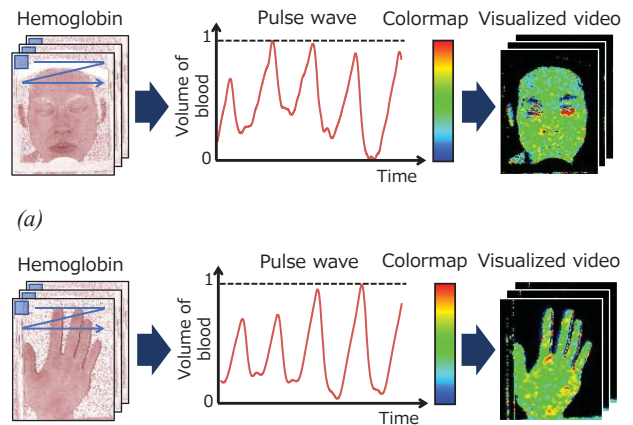 Hemoglobin
Pulse wave
Colormap
Visualized video
Volume of
blood
1
0
Time
(a)
Hemoglobin
Pulse wave
Colormap
Visualized video
Volume of
blood
1
0
Time